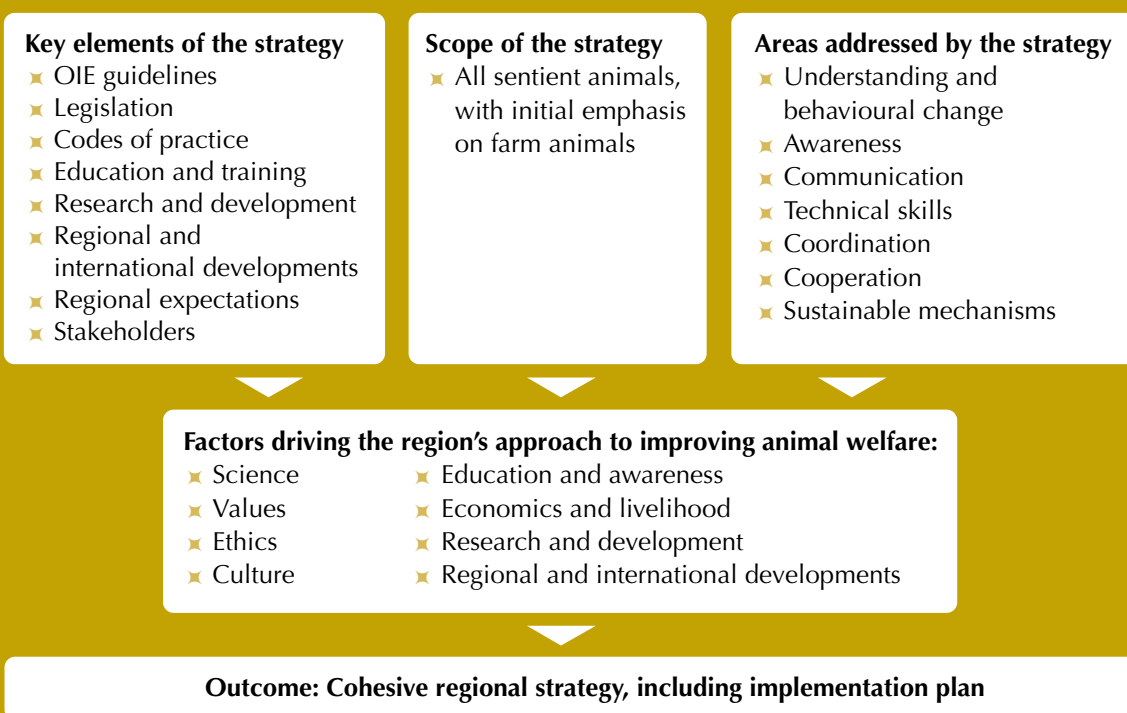 Key elements of the strategy
OIE guidelines
Legislation
Codes of practice
Education and training
Research and development
Regional and
international developments
Regional expectations
Stakeholders
Scope of the strategy
All sentient animals,
with initial emphasis
on farm animals
Areas addressed by the strategy
Understanding and
behavioural change
Awareness
Communication
Technical skills
Coordination
Cooperation
Sustainable mechanisms
Factors driving the region’s approach to improving animal welfare:
Science
Values
Ethics
Culture
Education and awareness
Economics and livelihood
Research and development
Regional and international developments
Outcome: Cohesive regional strategy, including implementation plan